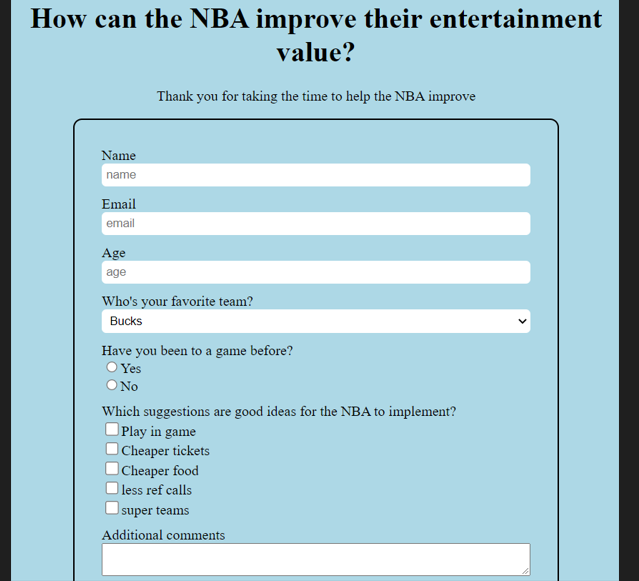 How can the NBA improve their entertainment
value?
Thank you for taking the time to help the NBA improve
Name
name
Email
email
Age
age
Who's your favorite team?
Bucks
Have you been to a game before?
Yes
No
Which suggestions are good ideas for the NBA to implement?
Play in game
Cheaper tickets
Cheaper food
less ref calls
super teams
Additional comments